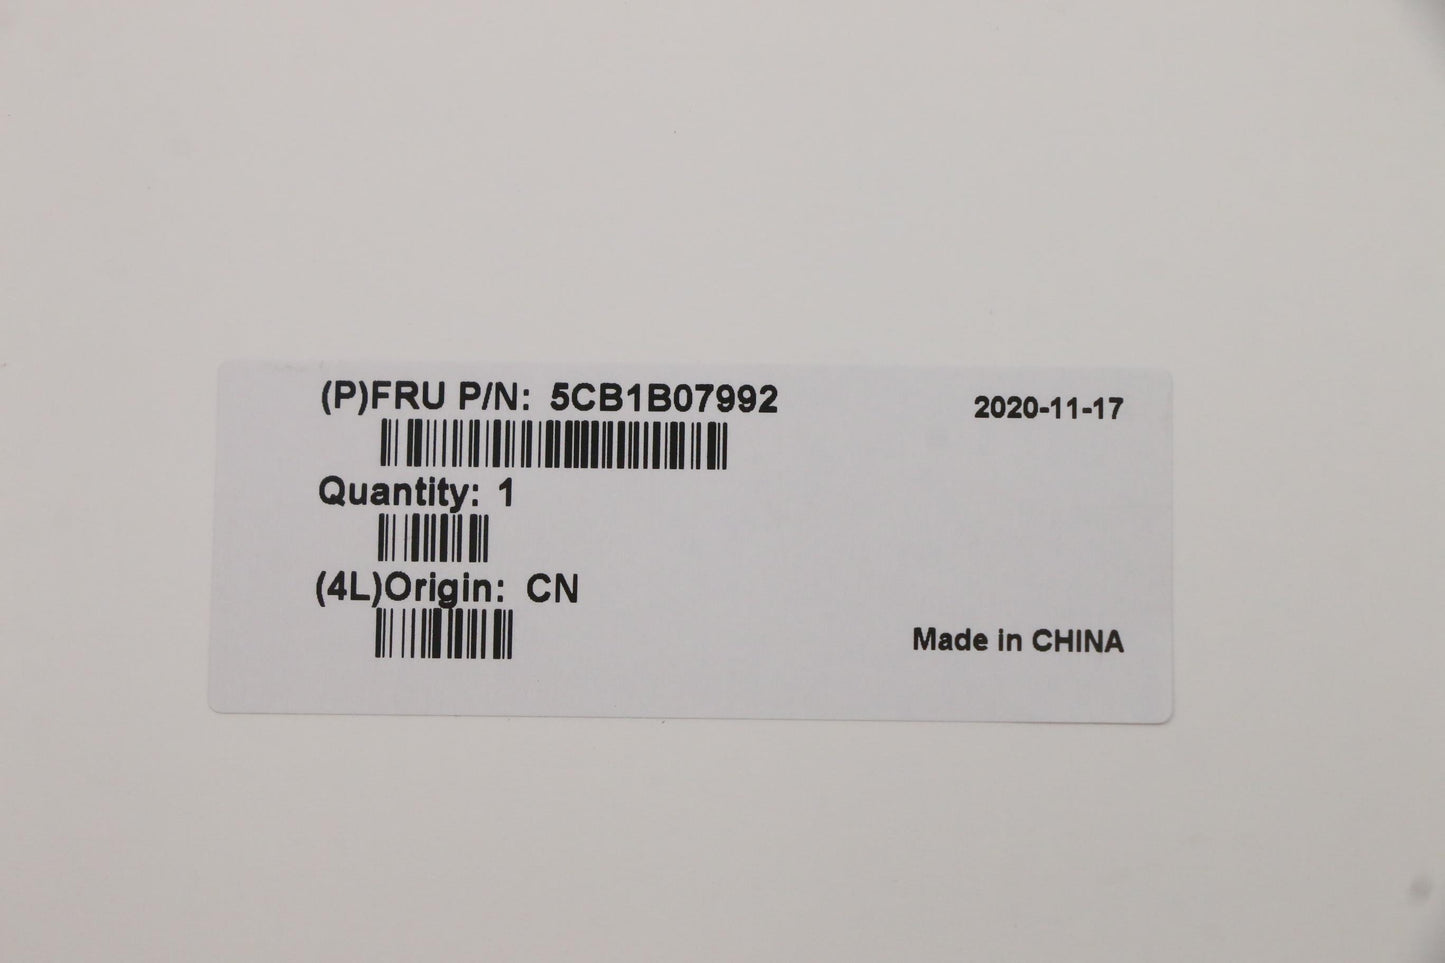 (P)FRU P/N: 5CB1B07992
2020-11-17
Quantity: 1
(4L)Origin: CN
Made in CHINA